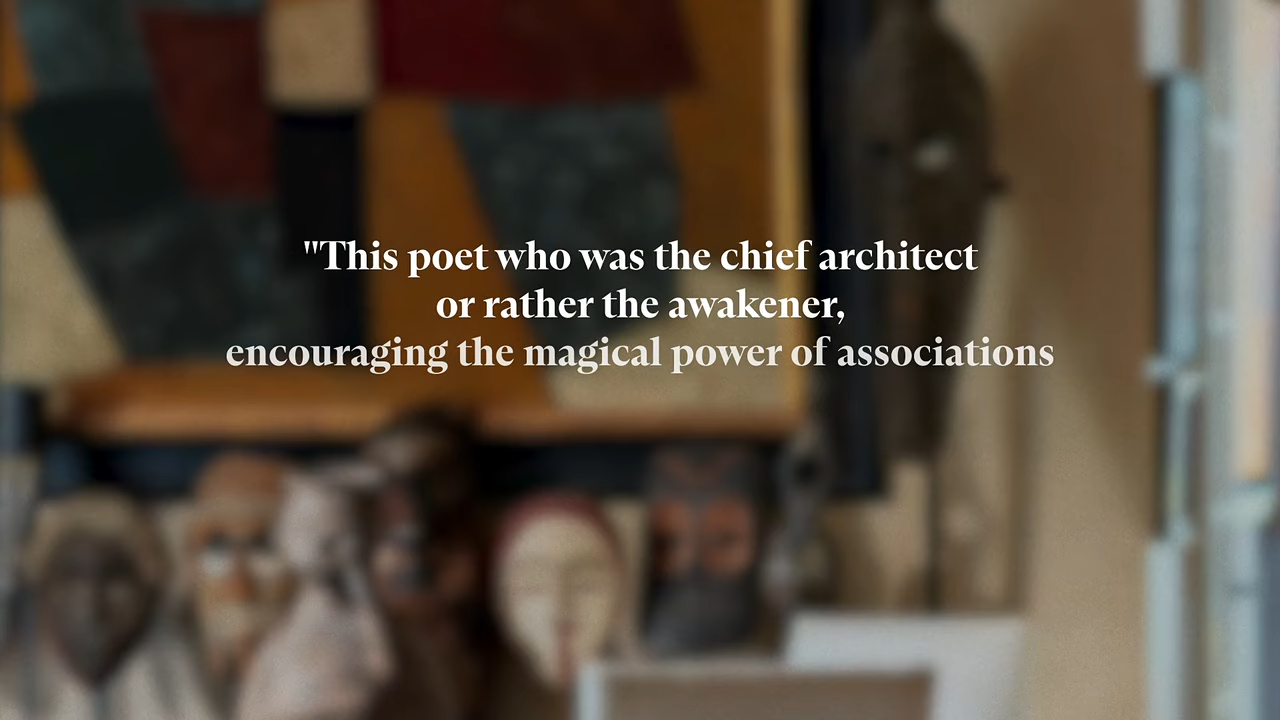 "This poet who was the chief architect
or rather the awakener,
encouraging the magical power of associations